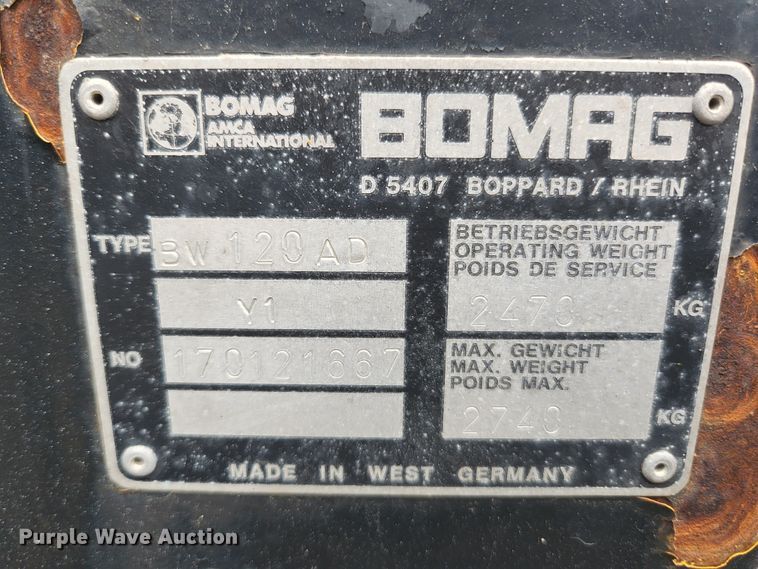 BOMAG
AMCA
INTERNATIONAL
BOMAG
D 5407 BOPPARD / RHEIN
TYPE BW 120 AD
Y1
NO 170121667
BETRIEBSGEWICHT
OPERATING WEIGHT
POIDS DE SERVICE
2470 KG
MAX. GEWICHT
MAX. WEIGHT
POIDS MAX.
2740 KG
MADE IN WEST GERMANY
Purple Wave Auction